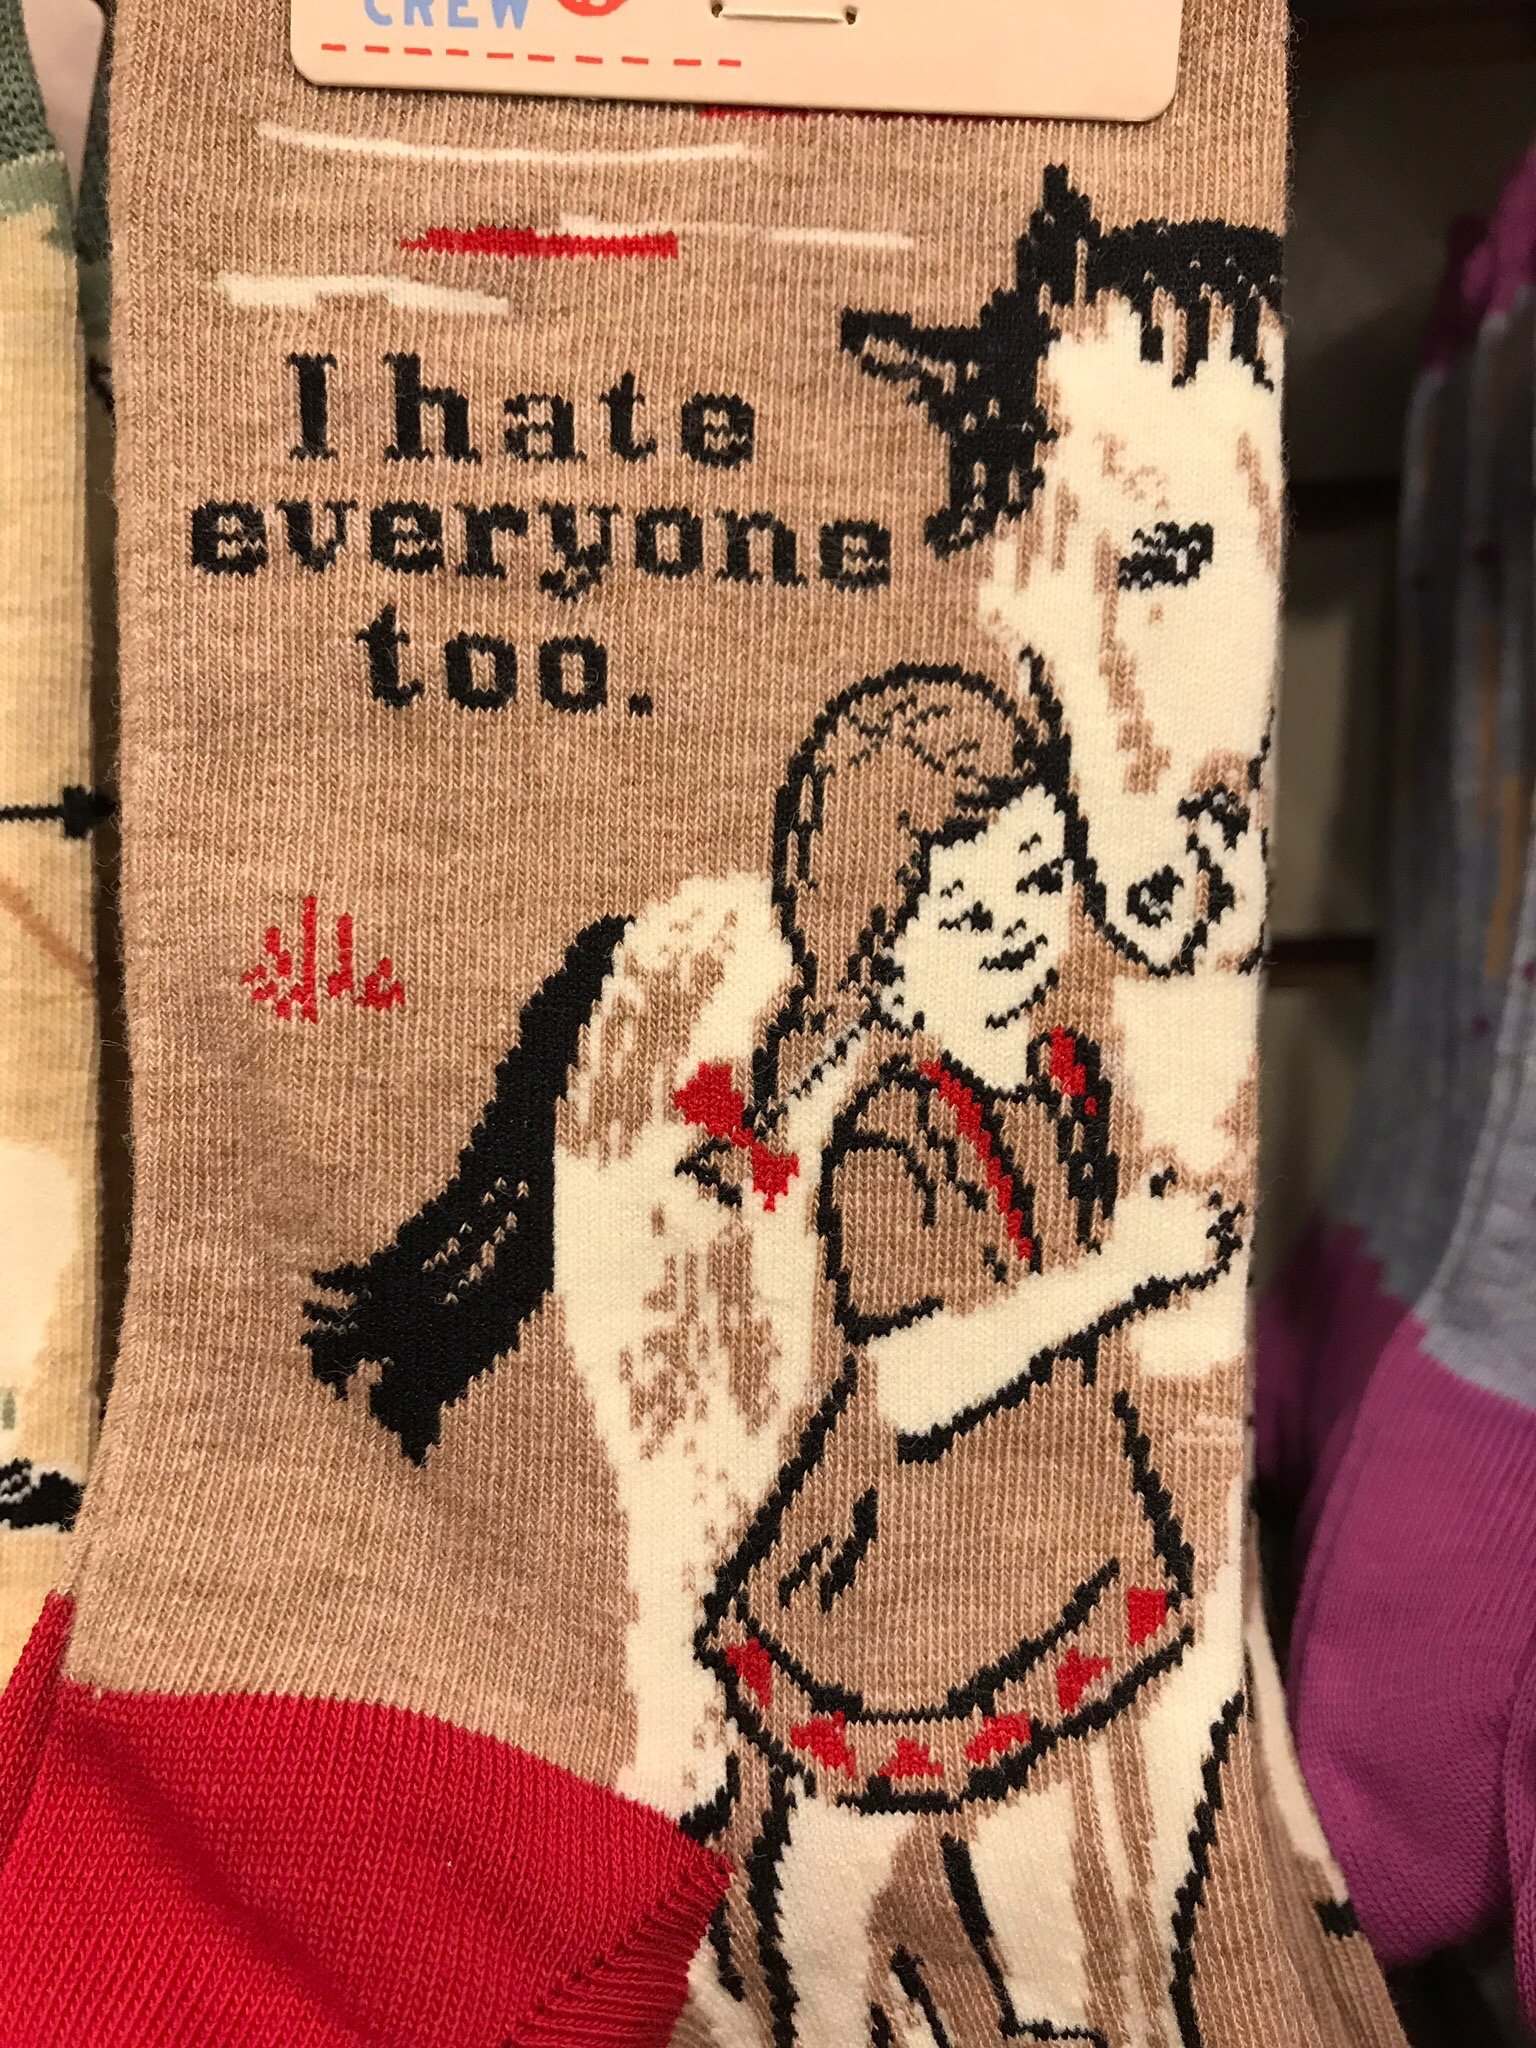 CREW
I hate
everyone
too.